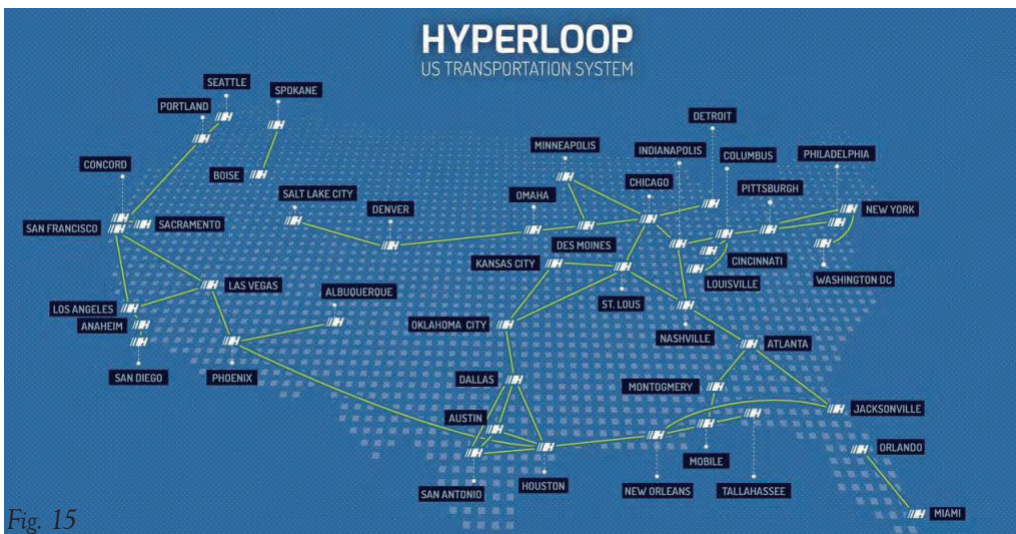 HYPERLOOP
US TRANSPORTATION SYSTEM
SEATTLE
SPOKANE
PORTLAND
DETROIT
MINNEAPOLIS
INDIANAPOLIS
COLUMBUS
PHILADELPHIA
CONCORD
BOISE
CHICAGO
PITTSBURGH
SALT LAKE CITY
OMAHA
DENVER
NEW YORK
SAN FRANCISCO
SACRAMENTO
DES MOINES
KANSAS CITY
CINCINNATI
WASHINGTON DC
LAS VEGAS
LOUISVILLE
ALBUQUERQUE
ST. LOUS
LOS ANGELES
ANAHEIM
OKLAHOMA CITY
NASHVILLE
ATLANTA
SAN DIEGO
PHOENIX
DALLAS
MONTOGMERY
AUSTIN
JACKSONVILLE
ORLANDO
MOBILE
SAN ANTONIO
HOUSTON
NEW ORLEANS
TALLAHASSEE
MIAMI
Fig. 15